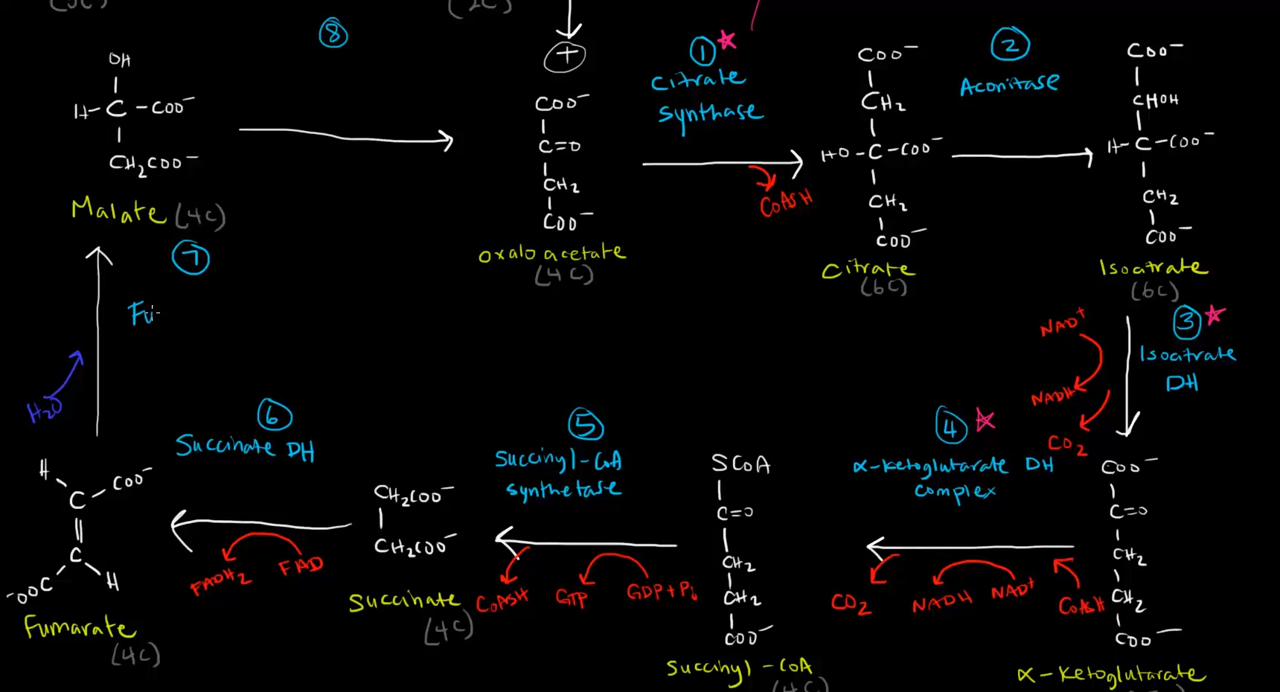 (2C)
8
+
1
Citrate
synthase
CoASH
2
Aconitase
OH
H-C-COO⁻
CH₂COO⁻
Malate (4C)
COO⁻
C=O
CH₂
COO⁻
oxalo acetate
(4C)
COO⁻
CH₂
HO-C-COO⁻
CH₂
COO⁻
Citrate
(6C)
COO⁻
CHOH
H-C-COO⁻
CH₂
COO⁻
Isocitrate
(6C)
7
Fu
H₂O
3
Isocitrate
DH
NAD⁺
NADH
CO₂
6
Succinate DH
FADH₂
FAD
5
Succinyl-CoA
synthetase
CoASH
GTP
GDP+Pi
4
α-ketoglutarate DH
complex
CO₂
NADH
NAD⁺
CoASH
H
C
COO⁻
C
⁻OOC
H
Fumarate
(4C)
CH₂COO⁻
CH₂COO⁻
Succinate
(4C)
SCoA
C=O
CH₂
CH₂
COO⁻
Succinyl-CoA
(4C)
COO⁻
C=O
CH₂
CH₂
COO⁻
α-ketoglutarate